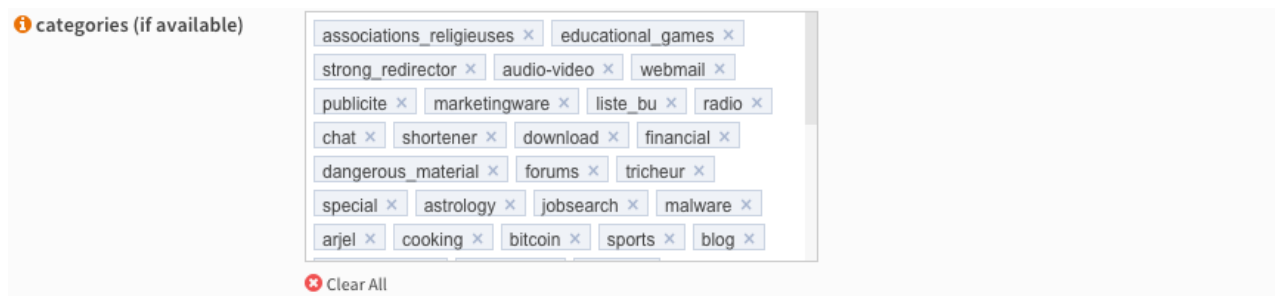 categories (if available)
associations_religieuses × educational_games ×
strong_redirector × audio-video × webmail ×
publicite × marketingware × liste_bu × radio ×
chat × shortener × download × financial ×
dangerous_material × forums × tricheur ×
special × astrology × jobsearch × malware ×
arjel × cooking × bitcoin × sports × blog ×
Clear All